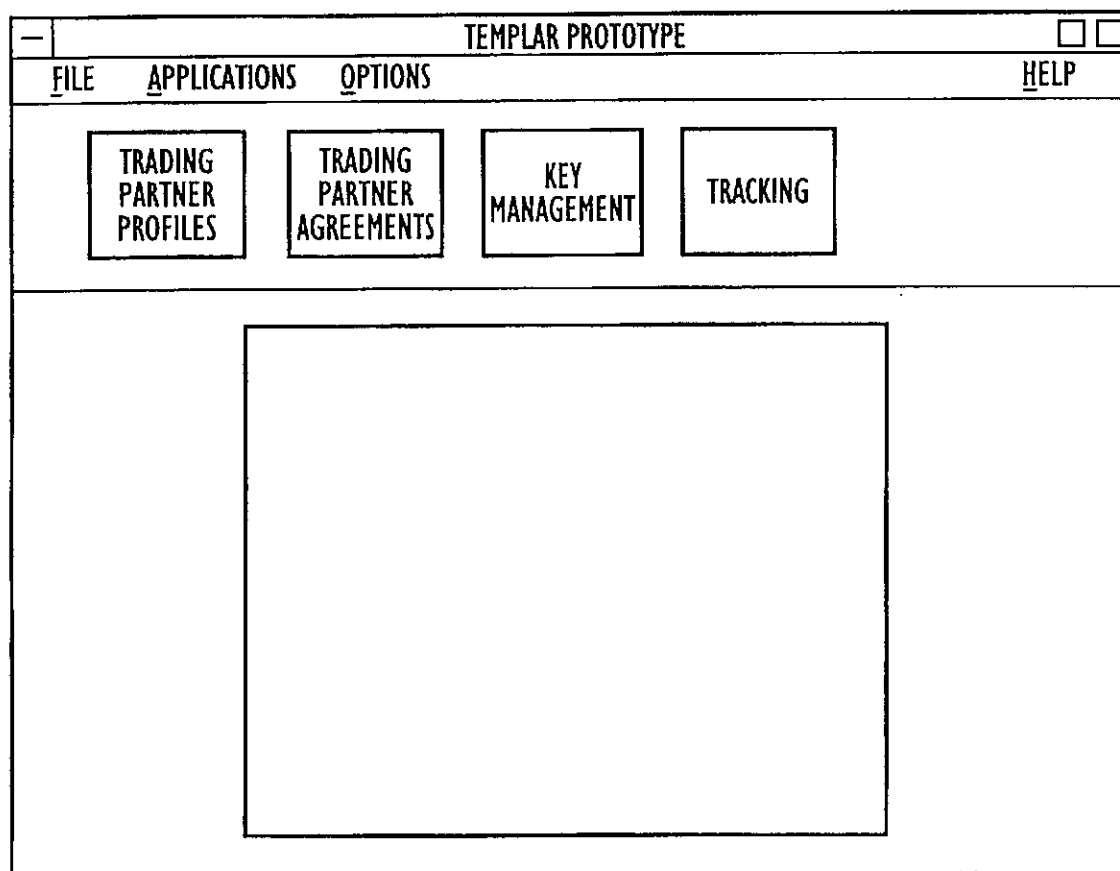 TEMPLAR PROTOTYPE
FILE APPLICATIONS OPTIONS HELP
TRADING
PARTNER
PROFILES
TRADING
PARTNER
AGREEMENTS
KEY
MANAGEMENT
TRACKING